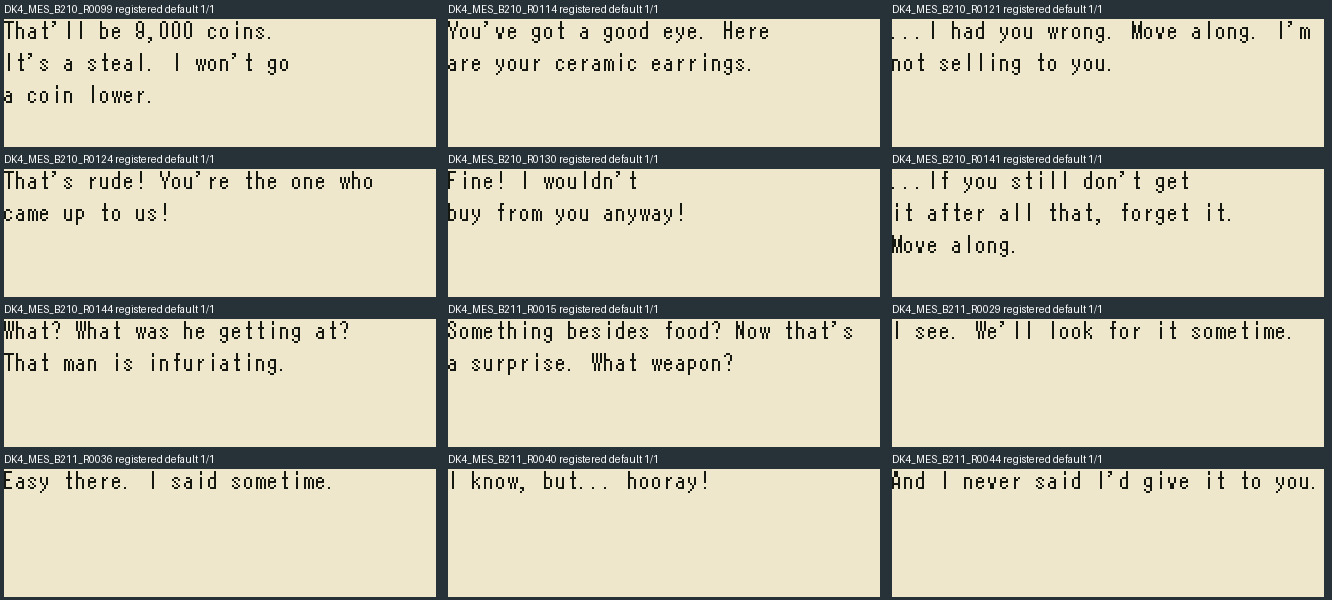 DK4_MES_B210_R0099 registered default 1/1
That'll be 9,000 coins.
It's a steal. I won't go
a coin lower.
DK4_MES_B210_R0114 registered default 1/1
You've got a good eye. Here
are your ceramic earrings.
DK4_MES_B210_R0121 registered default 1/1
...I had you wrong. Move along. I'm
not selling to you.
DK4_MES_B210_R0124 registered default 1/1
That's rude! You're the one who
came up to us!
DK4_MES_B210_R0130 registered default 1/1
Fine! I wouldn't
buy from you anyway!
DK4_MES_B210_R0141 registered default 1/1
...If you still don't get
it after all that, forget it.
Move along.
DK4_MES_B210_R0144 registered default 1/1
What? What was he getting at?
That man is infuriating.
DK4_MES_B211_R0015 registered default 1/1
Something besides food? Now that's
a surprise. What weapon?
DK4_MES_B211_R0029 registered default 1/1
I see. We'll look for it sometime.
DK4_MES_B211_R0036 registered default 1/1
Easy there. I said sometime.
DK4_MES_B211_R0040 registered default 1/1
I know, but... hooray!
DK4_MES_B211_R0044 registered default 1/1
And I never said I'd give it to you.